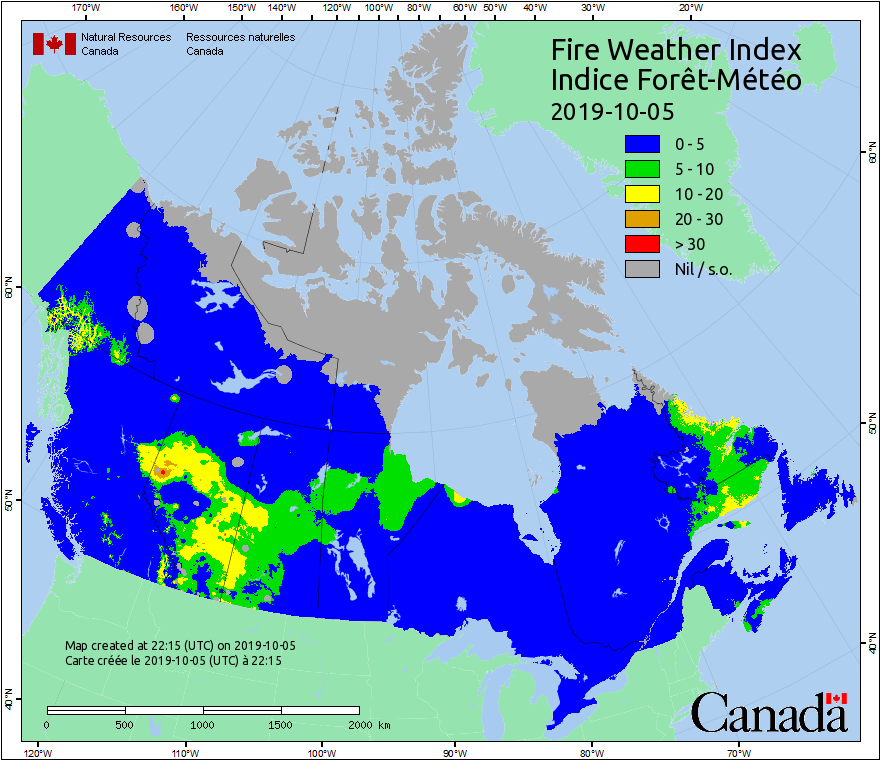 170°W 160°W 150°W 140°W 130°W 120°W 110°W 100°W 90°W 80°W 60°W 50°W 40°W 30°W 20°W
Natural Resources Canada
Ressources naturelles Canada
Fire Weather Index
Indice Forêt-Météo
2019-10-05
0 - 5
5 - 10
10 - 20
20 - 30
> 30
Nil / s.o.
60°N
60°N
50°N
50°N
40°N
40°N
Map created at 22:15 (UTC) on 2019-10-05
Carte créée le 2019-10-05 (UTC) à 22:15
0 500 1000 1500 2000 km
Canada
120°W 110°W 100°W 90°W 80°W 70°W